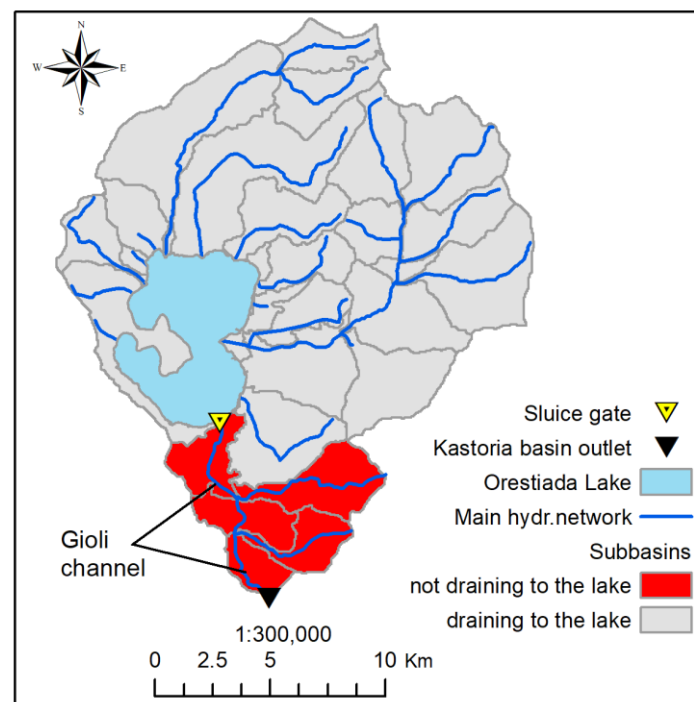 N
W E
S
Sluice gate
Kastoria basin outlet
Orestiada Lake
Main hydr.network
Subbasins
not draining to the lake
draining to the lake
Gioli
channel
1:300,000
0 2.5 5 10 Km